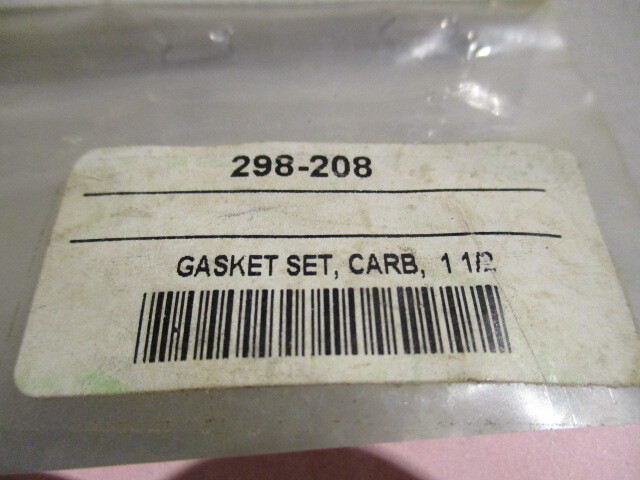 298-208
GASKET SET, CARB, 1 1/2